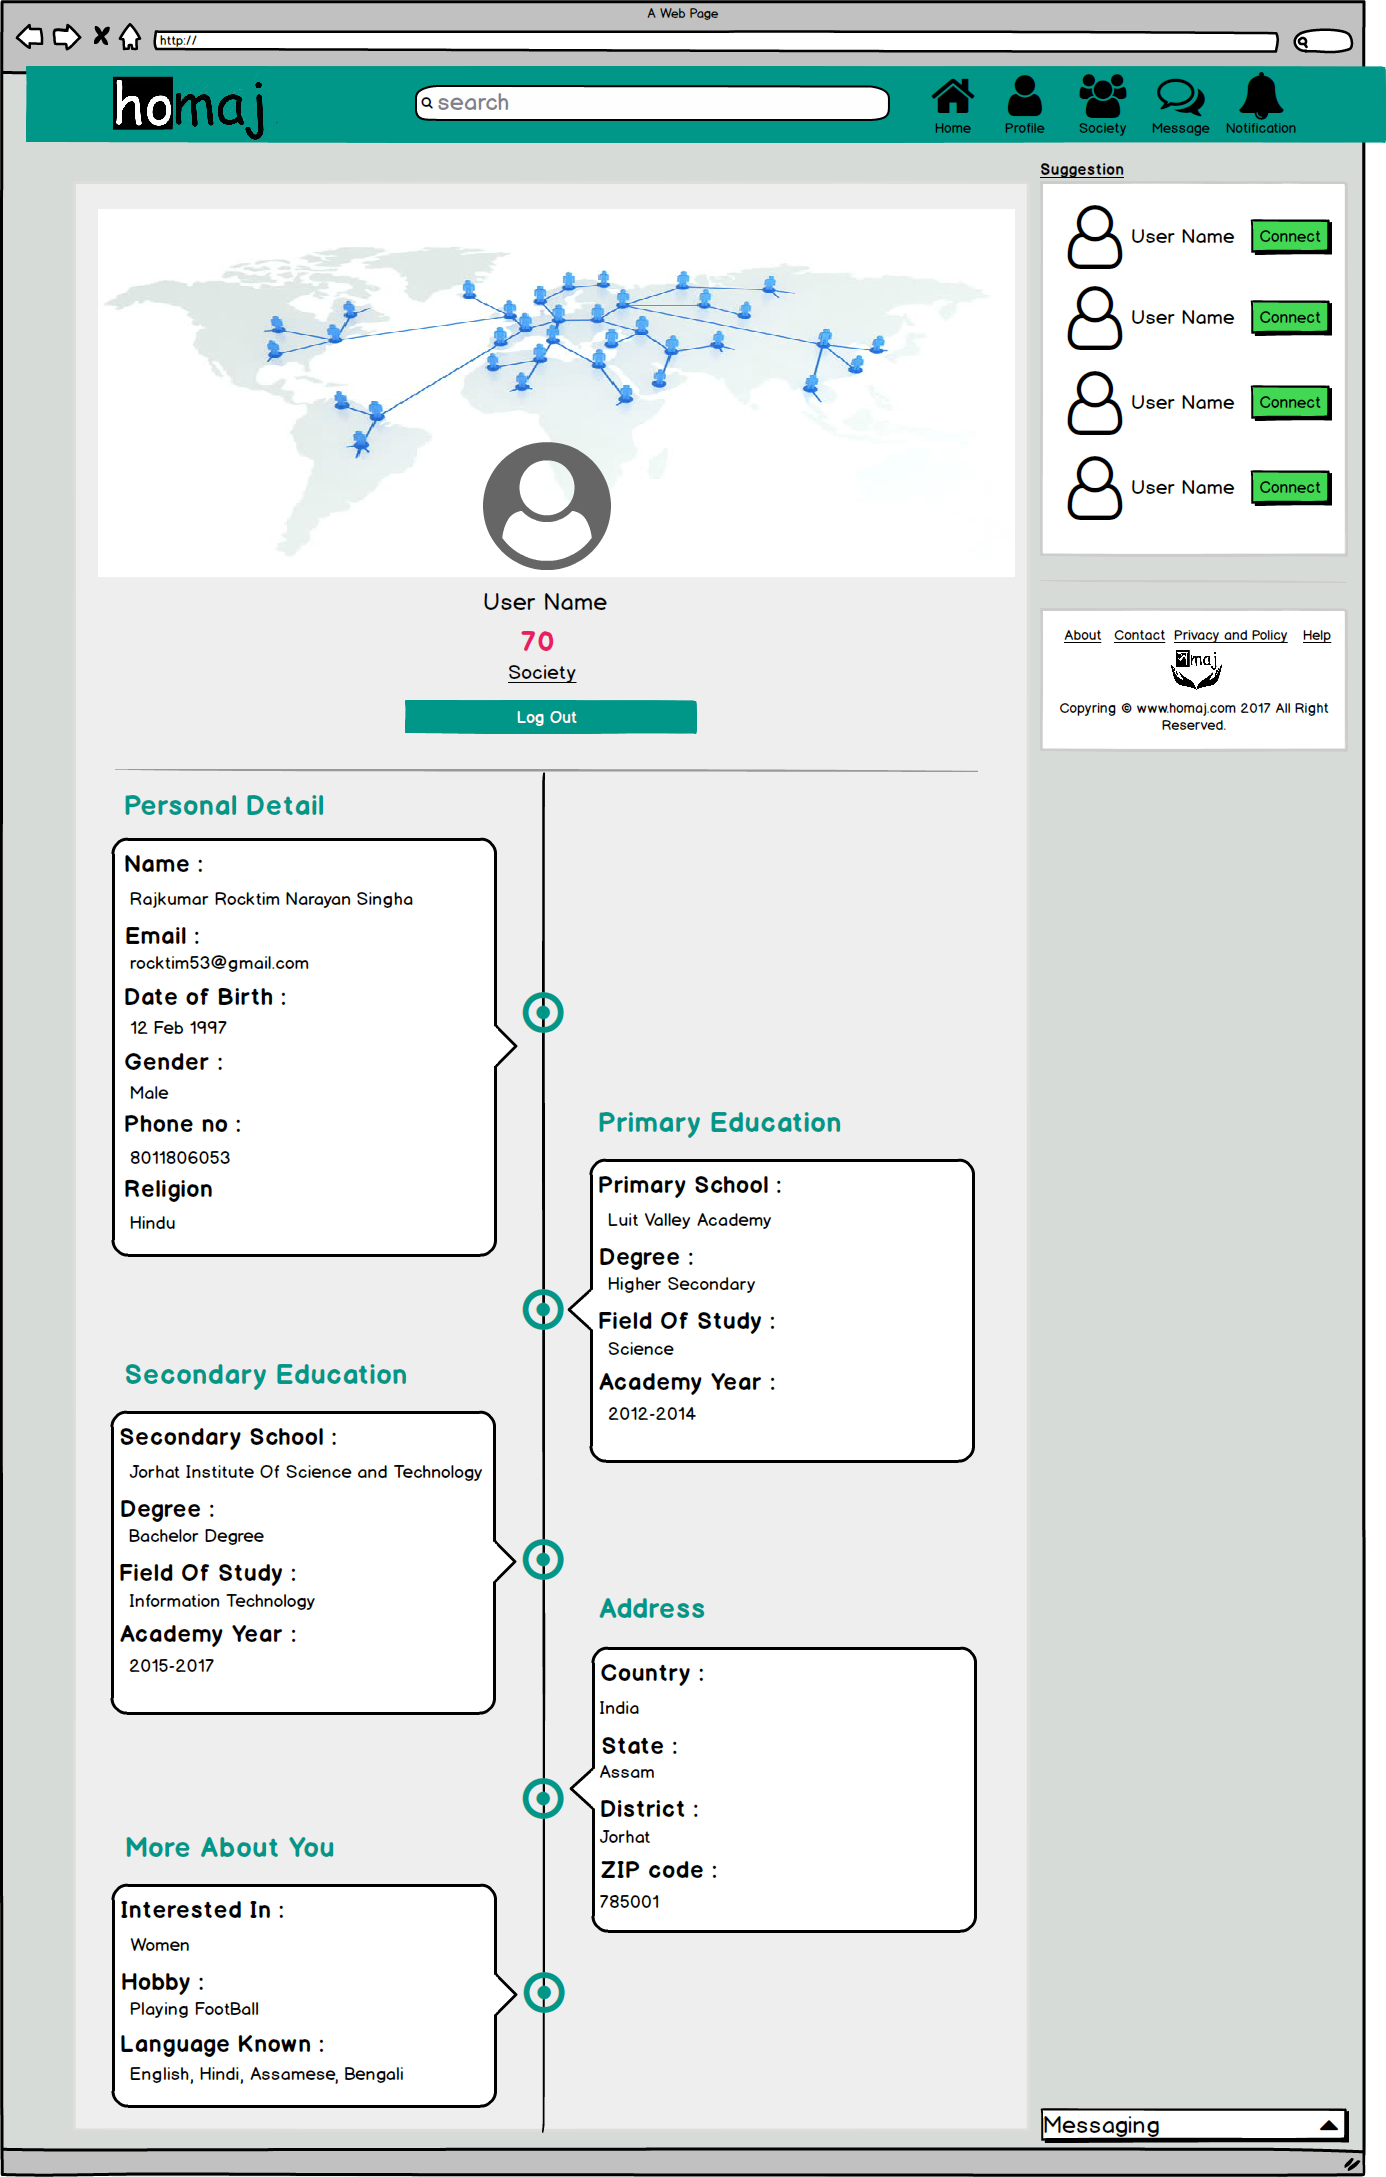 A Web Page
http://
homaj
search
Home
Profile
Society
Message
Notification
Suggestion
User Name
Connect
User Name
Connect
User Name
Connect
User Name
Connect
User Name
70
Society
Log Out
About
Contact
Privacy and Policy
Help
maj
Copyring © www.homaj.com 2017 All Right
Reserved.
Personal Detail
Name :
Rajkumar Rocktim Narayan Singha
Email :
rocktim53@gmail.com
Date of Birth :
12 Feb 1997
Gender :
Male
Phone no :
8011806053
Religion
Hindu
Primary Education
Primary School :
Luit Valley Academy
Degree :
Higher Secondary
Field Of Study :
Science
Academy Year :
2012-2014
Secondary Education
Secondary School :
Jorhat Institute Of Science and Technology
Degree :
Bachelor Degree
Field Of Study :
Information Technology
Academy Year :
2015-2017
Address
Country :
India
State :
Assam
District :
Jorhat
ZIP code :
785001
More About You
Interested In :
Women
Hobby :
Playing FootBall
Language Known :
English, Hindi, Assamese, Bengali
Messaging